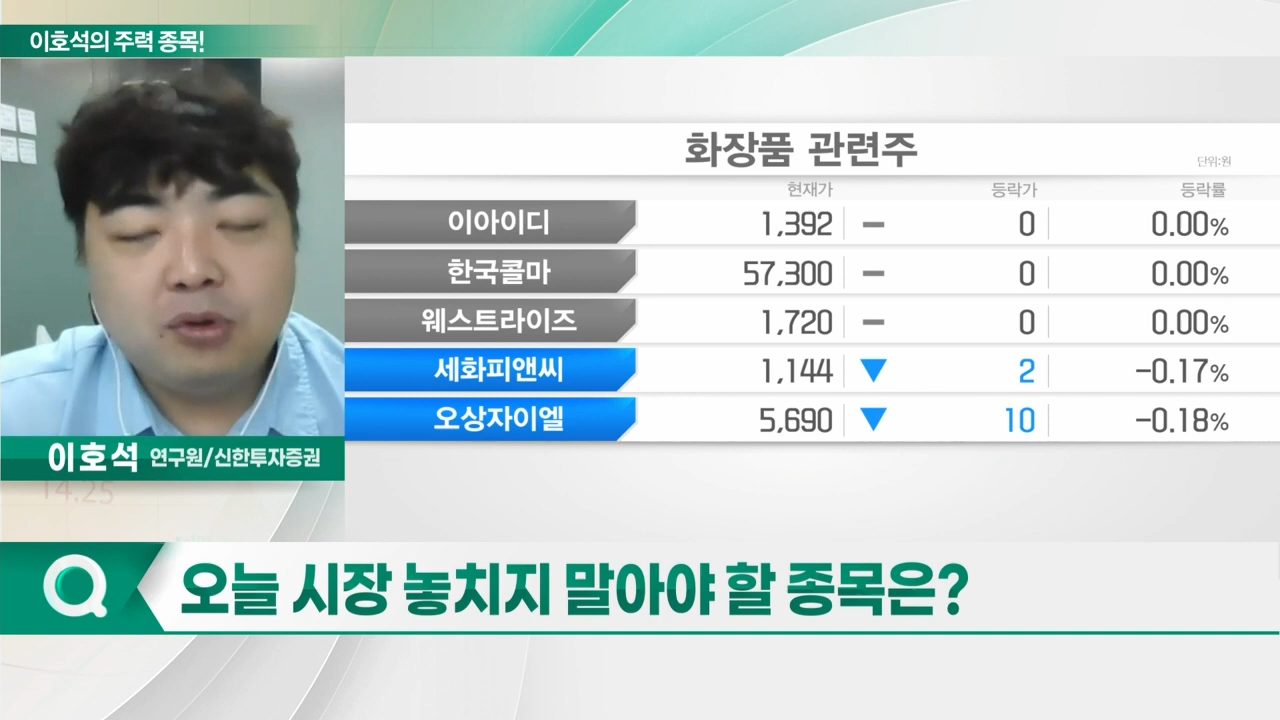 이호석의 주력 종목!
화장품 관련주
단위:원
현재가 등락가 등락률
이아이디 1,392 0 0.00%
한국콜마 57,300 0 0.00%
웨스트라이즈 1,720 0 0.00%
세화피앤씨 1,144 ▼ 2 -0.17%
오상자이엘 5,690 ▼ 10 -0.18%
이호석 연구원/신한투자증권
14.25
오늘 시장 놓치지 말아야 할 종목은?